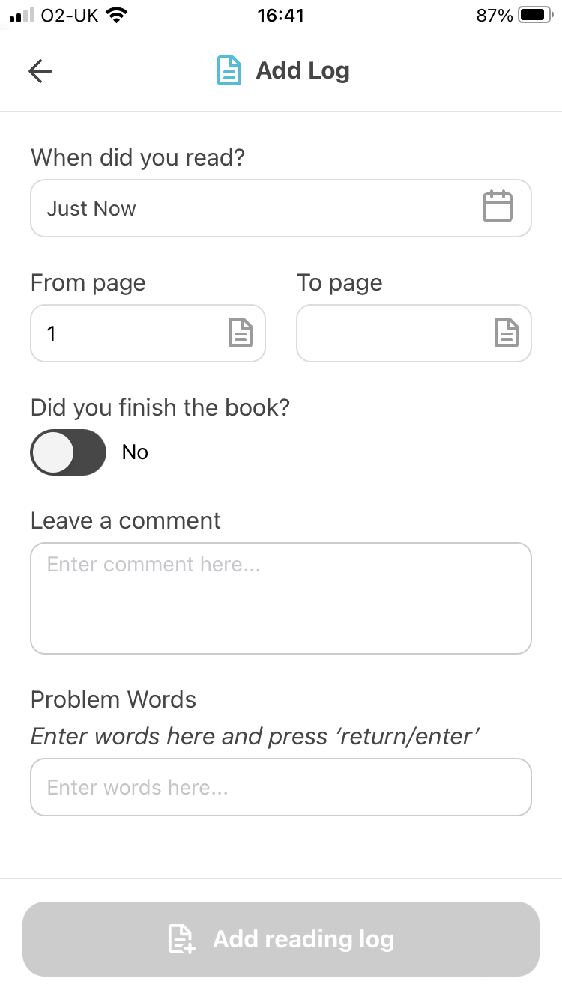 O2-UK 16:41 87%
Add Log
When did you read?
Just Now
From page To page
1
Did you finish the book?
No
Leave a comment
Enter comment here...
Problem Words
Enter words here and press ‘return/enter’
Enter words here...
Add reading log